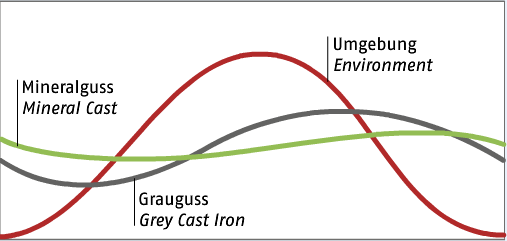 Umgebung
Environment
Mineralguss
Mineral Cast
Grauguss
Grey Cast Iron